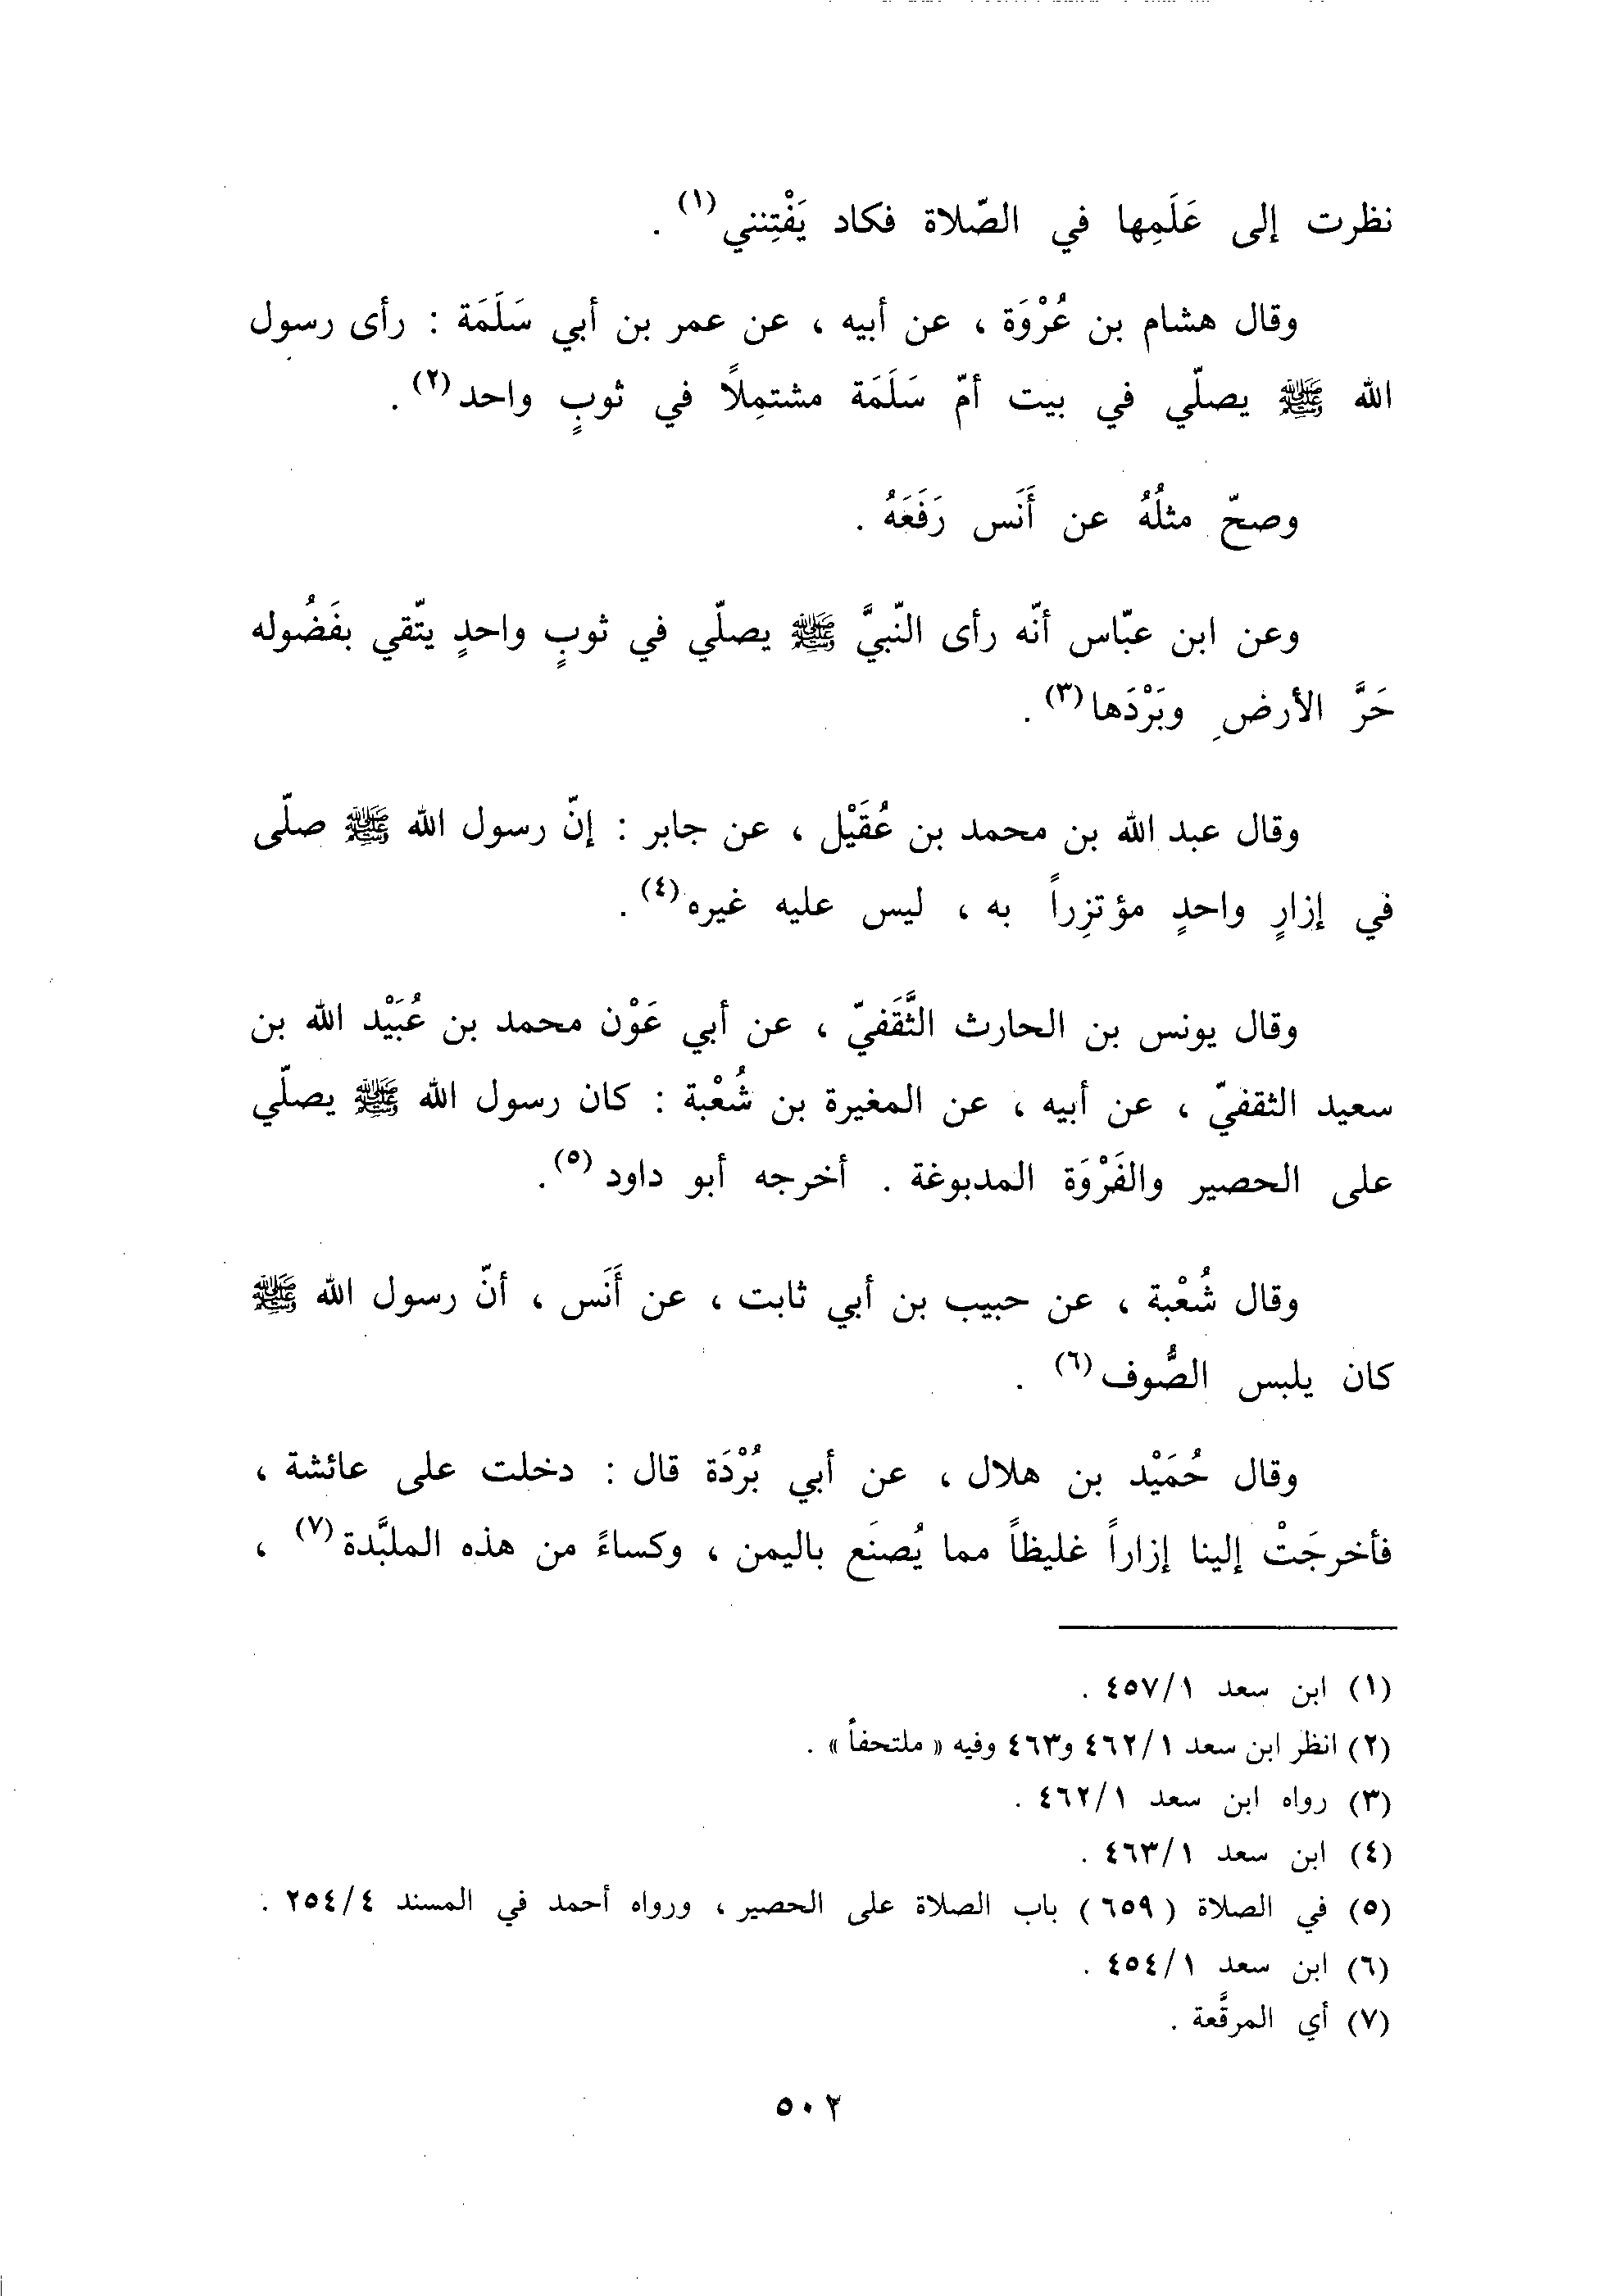 نظرت إلى عَلَمِها في الصّلاة فكاد يَفْتِنني(١) .
وقال هشام بن عُرْوَة ، عن أبيه ، عن عمر بن أبي سَلَمَة : رأى رسول
الله ﷺ يصلّي في بيت أمّ سَلَمَة مشتمِلاً في ثوبٍ واحد(٢) .
وصحّ مثلُهُ عن أَنَس رَفَعَهُ .
وعن ابن عبّاس أنّه رأى النّبيَّ ﷺ يصلّي في ثوبٍ واحدٍ يتّقي بفَضُوله
حَرَّ الأرضِ وبَرْدَها(٣) .
وقال عبد الله بن محمد بن عُقَيْل ، عن جابر : إنّ رسول الله ﷺ صلّى
في إزارٍ واحدٍ مؤتزِراً به ، ليس عليه غيره(٤) .
وقال يونس بن الحارث الثَّقَفيّ ، عن أبي عَوْن محمد بن عُبَيْد الله بن
سعيد الثقفيّ ، عن أبيه ، عن المغيرة بن شُعْبة : كان رسول الله ﷺ يصلّي
على الحصير والفَرْوَة المدبوغة . أخرجه أبو داود(٥) .
وقال شُعْبة ، عن حبيب بن أبي ثابت ، عن أَنَس ، أنّ رسول الله ﷺ
كان يلبس الصُّوف(٦) .
وقال حُمَيْد بن هلال ، عن أبي بُرْدَة قال : دخلت على عائشة ،
فأخرجَتْ إلينا إزاراً غليظاً مما يُصنَع باليمن ، وكساءً من هذه الملبَّدة(٧) ،
(١) ابن سعد ٤٥٧/١ .
(٢) انظر ابن سعد ٤٦٢/١ و٤٦٣ وفيه « ملتحفاً » .
(٣) رواه ابن سعد ٤٦٢/١ .
(٤) ابن سعد ٤٦٣/١ .
(٥) في الصلاة ( ٦٥٩ ) باب الصلاة على الحصير ، ورواه أحمد في المسند ٢٥٤/٤ .
(٦) ابن سعد ٤٥٤/١ .
(٧) أي المرقَّعة .
٥٠٢